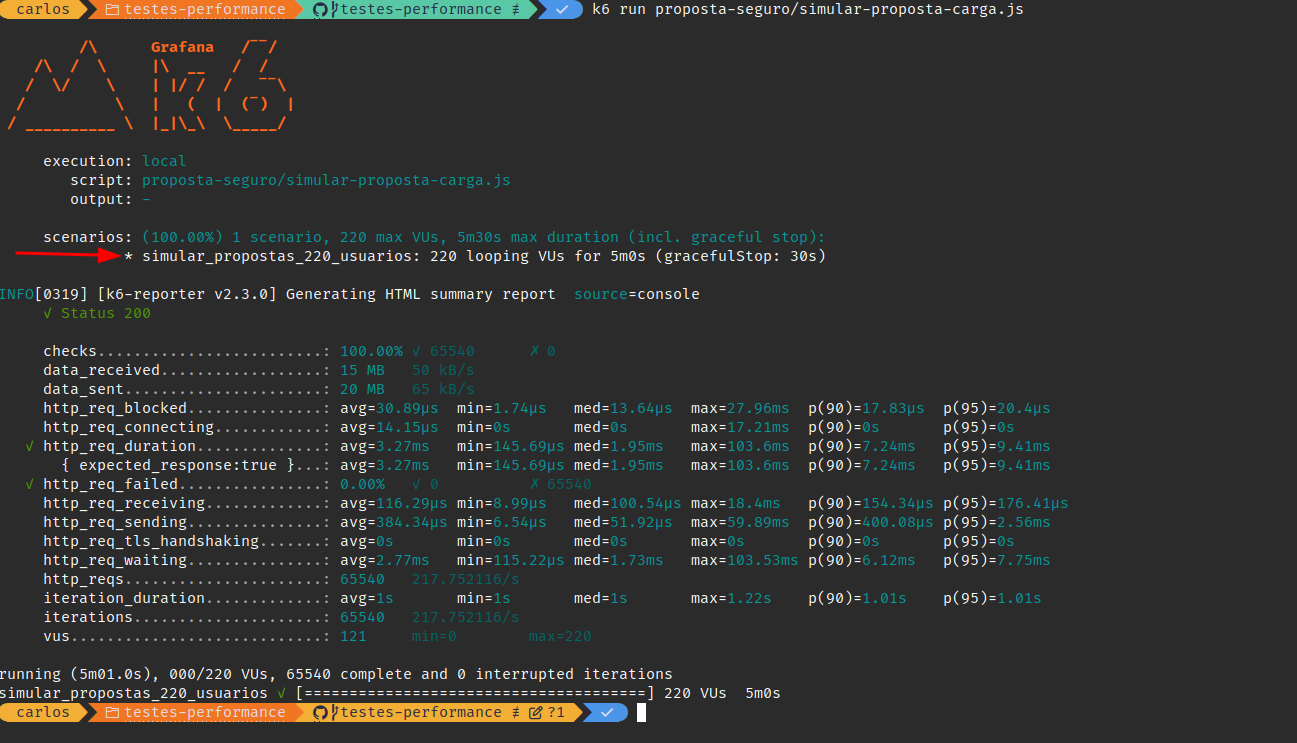 carlos testes-performance testes-performance ≢ ✓ k6 run proposta-seguro/simular-proposta-carga.js
Grafana
execution: local
script: proposta-seguro/simular-proposta-carga.js
output: -
scenarios: (100.00%) 1 scenario, 220 max VUs, 5m30s max duration (incl. graceful stop):
* simular_propostas_220_usuarios: 220 looping VUs for 5m0s (gracefulStop: 30s)
INFO[0319] [k6-reporter v2.3.0] Generating HTML summary report  source=console
✓ Status 200
checks.........................: 100.00% ✓ 65540      ✗ 0
data_received..................: 15 MB   50 kB/s
data_sent......................: 20 MB   65 kB/s
http_req_blocked...............: avg=30.89µs  min=1.74µs   med=13.64µs  max=27.96ms  p(90)=17.83µs  p(95)=20.4µs
http_req_connecting............: avg=14.15µs  min=0s       med=0s       max=17.21ms  p(90)=0s       p(95)=0s
✓ http_req_duration..............: avg=3.27ms   min=145.69µs med=1.95ms   max=103.6ms  p(90)=7.24ms   p(95)=9.41ms
{ expected_response:true }...: avg=3.27ms   min=145.69µs med=1.95ms   max=103.6ms  p(90)=7.24ms   p(95)=9.41ms
✓ http_req_failed................: 0.00%   ✓ 0          ✗ 65540
http_req_receiving.............: avg=116.29µs min=8.99µs   med=100.54µs max=18.4ms   p(90)=154.34µs p(95)=176.41µs
http_req_sending...............: avg=384.34µs min=6.54µs   med=51.92µs  max=59.89ms  p(90)=400.08µs p(95)=2.56ms
http_req_tls_handshaking.......: avg=0s       min=0s       med=0s       max=0s       p(90)=0s       p(95)=0s
http_req_waiting...............: avg=2.77ms   min=115.22µs med=1.73ms   max=103.53ms p(90)=6.12ms   p(95)=7.75ms
http_reqs......................: 65540   217.752116/s
iteration_duration.............: avg=1s       min=1s       med=1s       max=1.22s    p(90)=1.01s    p(95)=1.01s
iterations.....................: 65540   217.752116/s
vus............................: 121     min=0        max=220
running (5m01.0s), 000/220 VUs, 65540 complete and 0 interrupted iterations
simular_propostas_220_usuarios ✓ [======================================] 220 VUs  5m0s
carlos testes-performance testes-performance ≢ ?1 ✓